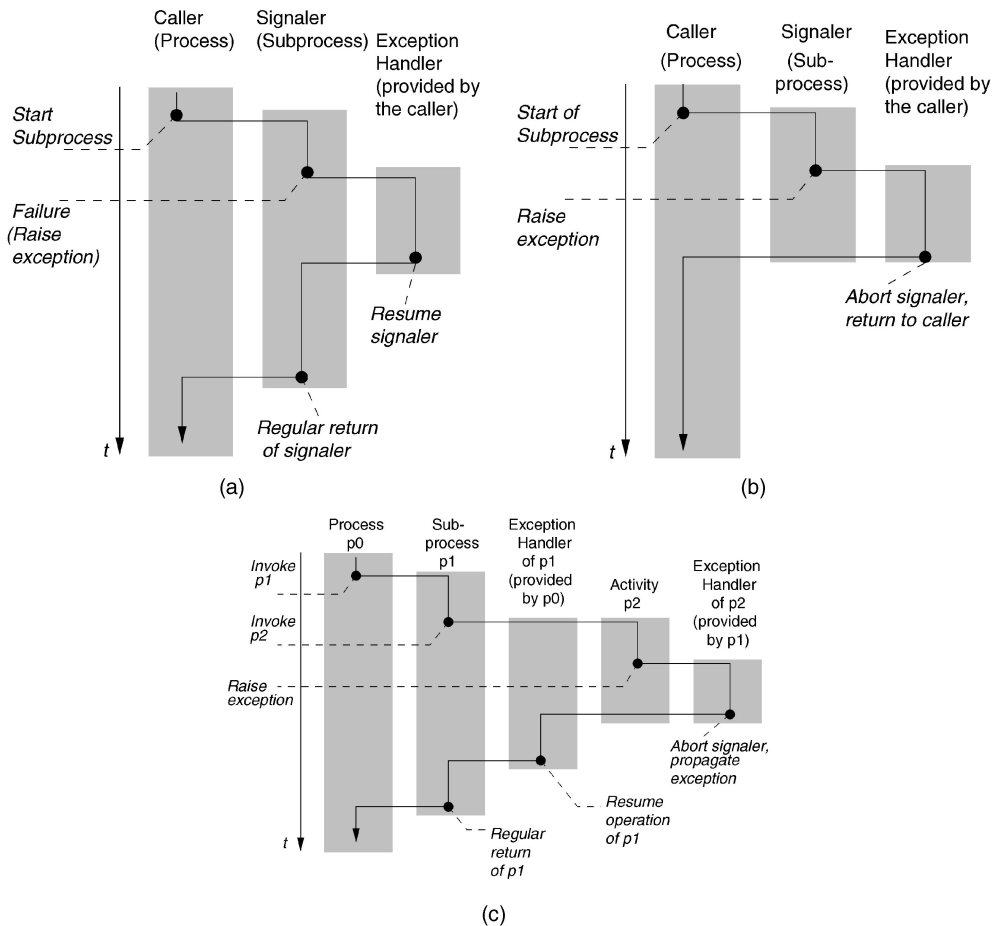 Caller
(Process)
Signaler
(Subprocess)
Exception
Handler
(provided by
the caller)
Start
Subprocess
Failure
(Raise
exception)
Resume
signaler
Regular return
of signaler
t
(a)
Caller
(Process)
Signaler
(Sub-
process)
Exception
Handler
(provided by
the caller)
Start of
Subprocess
Raise
exception
Abort signaler,
return to caller
t
(b)
Process
p0
Sub-
process
p1
Exception
Handler
of p1
(provided
by p0)
Activity
p2
Exception
Handler
of p2
(provided
by p1)
Invoke
p1
Invoke
p2
Raise
exception
Abort signaler,
propagate
exception
Resume
operation
of p1
Regular
return
of p1
t
(c)